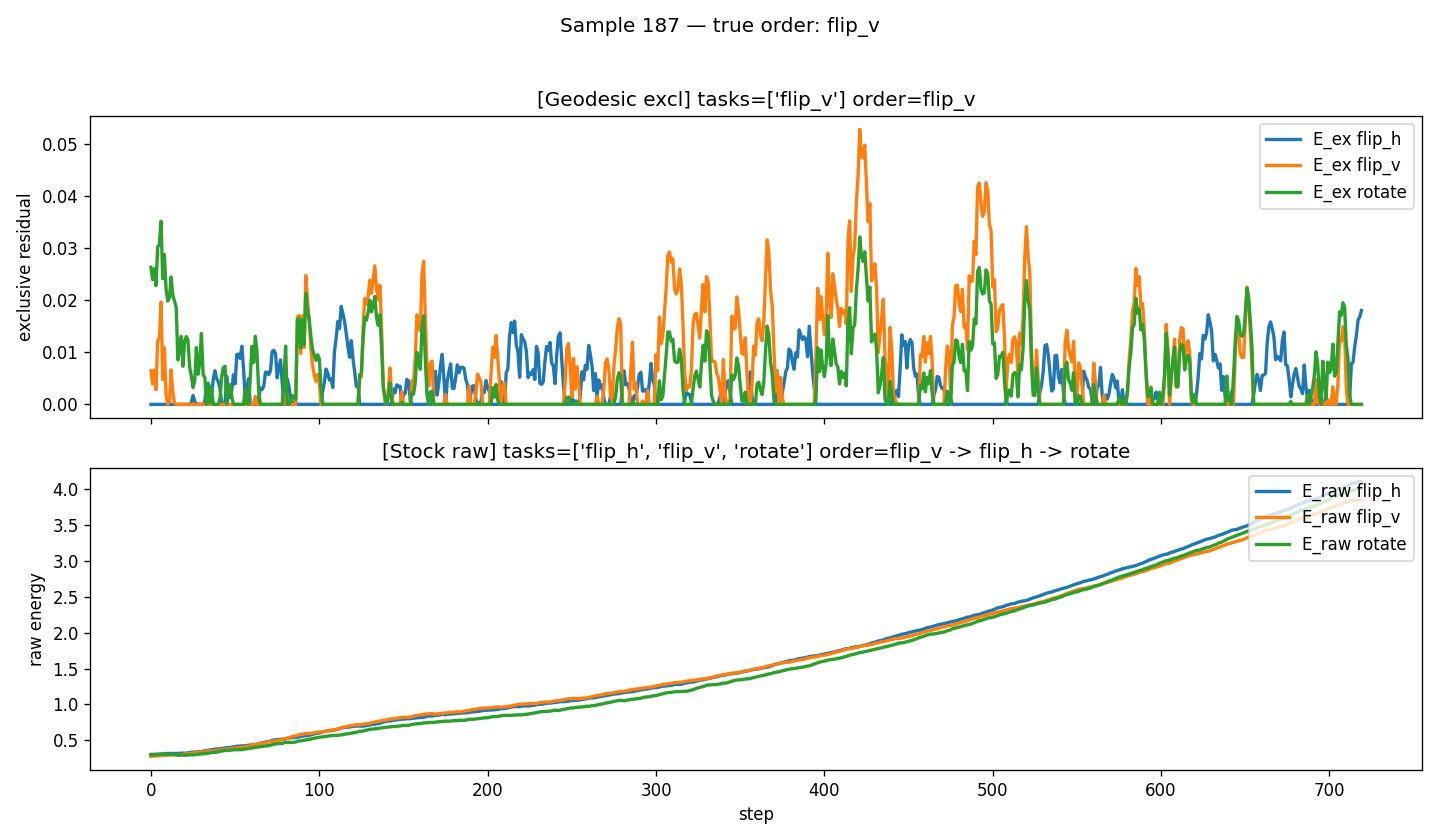 Sample 187 — true order: flip_v
[Geodesic excl] tasks=['flip_v'] order=flip_v
exclusive residual
0.05
0.04
0.03
0.02
0.01
0.00
E_ex flip_h
E_ex flip_v
E_ex rotate
[Stock raw] tasks=['flip_h', 'flip_v', 'rotate'] order=flip_v -> flip_h -> rotate
raw energy
4.0
3.5
3.0
2.5
2.0
1.5
1.0
0.5
E_raw flip_h
E_raw flip_v
E_raw rotate
0 100 200 300 400 500 600 700
step